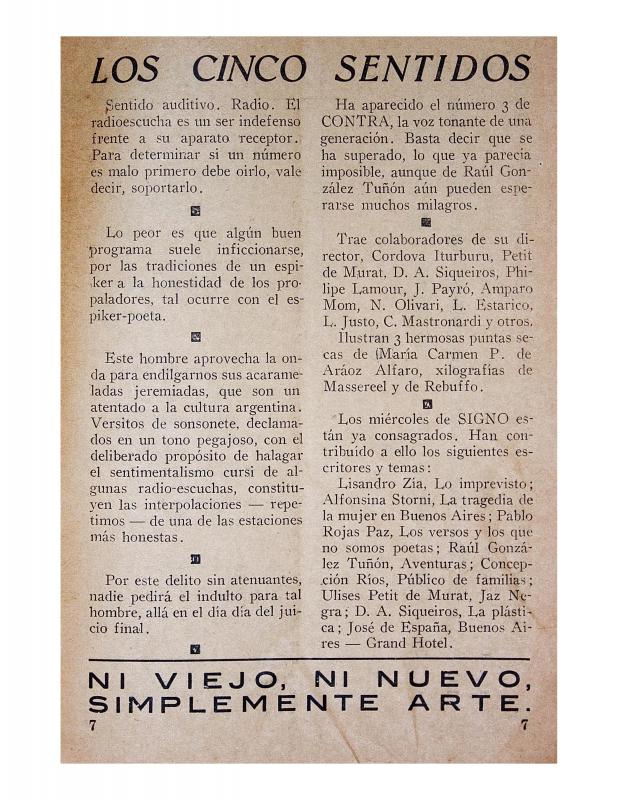 LOS CINCO SENTIDOS
Sentido auditivo. Radio. El
radioescucha es un ser indefenso
frente a su aparato receptor.
Para determinar si un número
es malo primero debe oirlo, vale
decir, soportarlo.
Lo peor es que algún buen
programa suele inficcionarse,
por las tradiciones de un espi-
ker a la honestidad de los pro-
paladores, tal ocurre con el es-
piker-poeta.
Este hombre aprovecha la on-
da para endilgarnos sus acarame-
ladas jeremiadas, que son un
atentado a la cultura argentina.
Versitos de sonsonete, declama-
dos en un tono pegajoso, con el
deliberado propósito de halagar
el sentimentalismo cursi de al-
gunas radio-escuchas, constitu-
yen las interpolaciones — repe-
timos — de una de las estaciones
más honestas.
Por este delito sin atenuantes,
nadie pedirá el indulto para tal
hombre, allá en el dia día del jui-
cio final.
Ha aparecido el número 3 de
CONTRA, la voz tonante de una
generación. Basta decir que se
ha superado, lo que ya parecía
imposible, aunque de Raúl Gon-
zález Tuñón aún pueden espe-
rarse muchos milagros.
Trae colaboradores de su di-
rector, Cordova Iturburu, Petit
de Murat, D. A. Siqueiros, Phi-
lipe Lamour, J. Payró, Amparo
Mom, N. Olivari, L. Estarico,
L. Justo, C. Mastronardi y otros.
Ilustran 3 hermosas puntas se-
cas de (María Carmen P. de
Aráoz Alfaro, xilografías de
Massereel y de Rebuffo.
Los miércoles de SIGNO es-
tán ya consagrados. Han con-
tribuido a ello los siguientes es-
critores y temas:
Lisandro Zía, Lo imprevisto;
Alfonsina Storni, La tragedia de
la mujer en Buenos Aires; Pablo
Rojas Paz, Los versos y los que
no somos poetas; Raúl Gonzá-
lez Tuñón, Aventuras; Concep-
ción Ríos, Público de familias;
Ulises Petit de Murat, Jaz Ne-
gra; D. A. Siqueiros, La plásti-
ca; José de España, Buenos Ai-
res — Grand Hotel.
NI VIEJO, NI NUEVO,
SIMPLEMENTE ARTE.
7 7